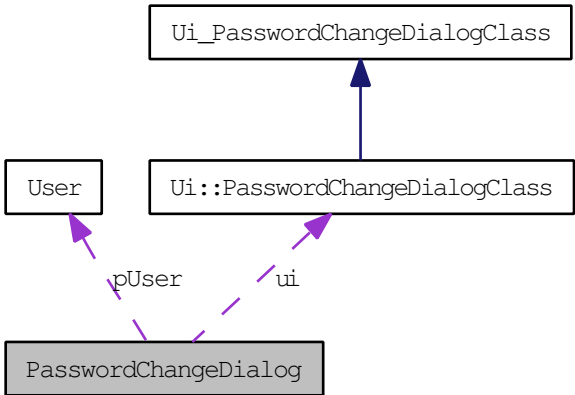 Ui_PasswordChangeDialogClass
User
Ui::PasswordChangeDialogClass
pUser
ui
PasswordChangeDialog